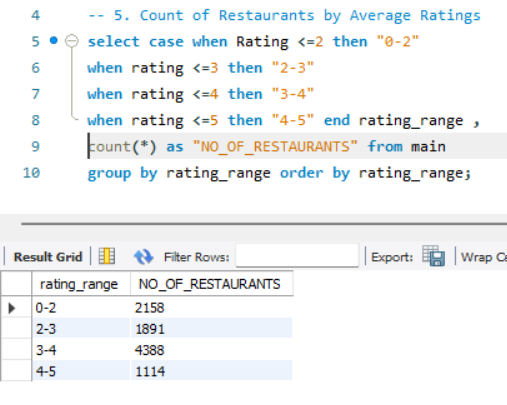 4 -- 5. Count of Restaurants by Average Ratings
5 select case when Rating <=2 then "0-2"
6 when rating <=3 then "2-3"
7 when rating <=4 then "3-4"
8 when rating <=5 then "4-5" end rating_range ,
9 count(*) as "NO_OF_RESTAURANTS" from main
10 group by rating_range order by rating_range;
Result Grid Filter Rows: Export: Wrap Ce
rating_range NO_OF_RESTAURANTS
0-2 2158
2-3 1891
3-4 4388
4-5 1114